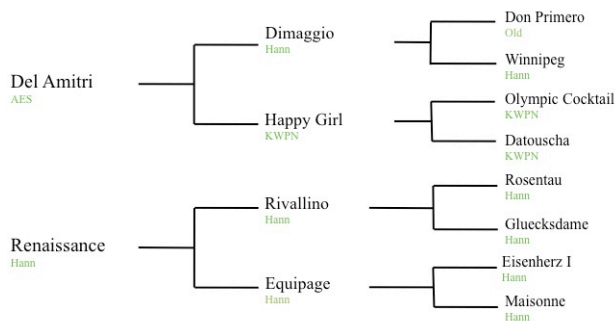 Del Amitri
AES
Dimaggio
Hann
Don Primero
Old
Winnipeg
Hann
Happy Girl
KWPN
Olympic Cocktail
KWPN
Datouscha
KWPN
Renaissance
Hann
Rivallino
Hann
Rosentau
Hann
Gluecksdame
Hann
Equipage
Hann
Eisenherz I
Hann
Maisonne
Hann